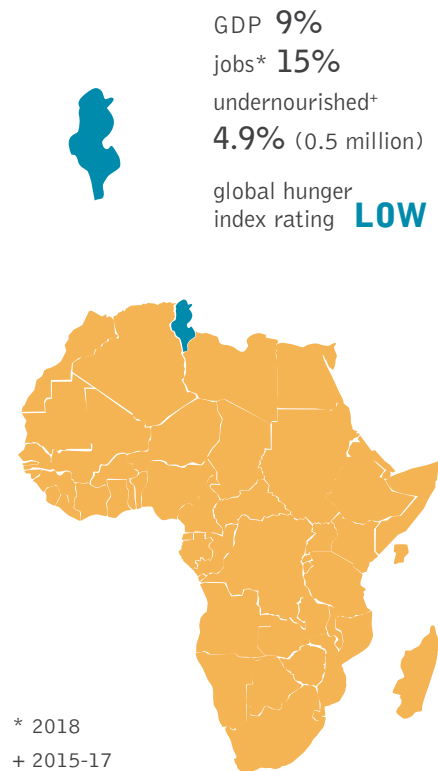 GDP 9%
jobs* 15%
undernourished+
4.9% (0.5 million)
global hunger
index rating LOW
* 2018
+ 2015-17